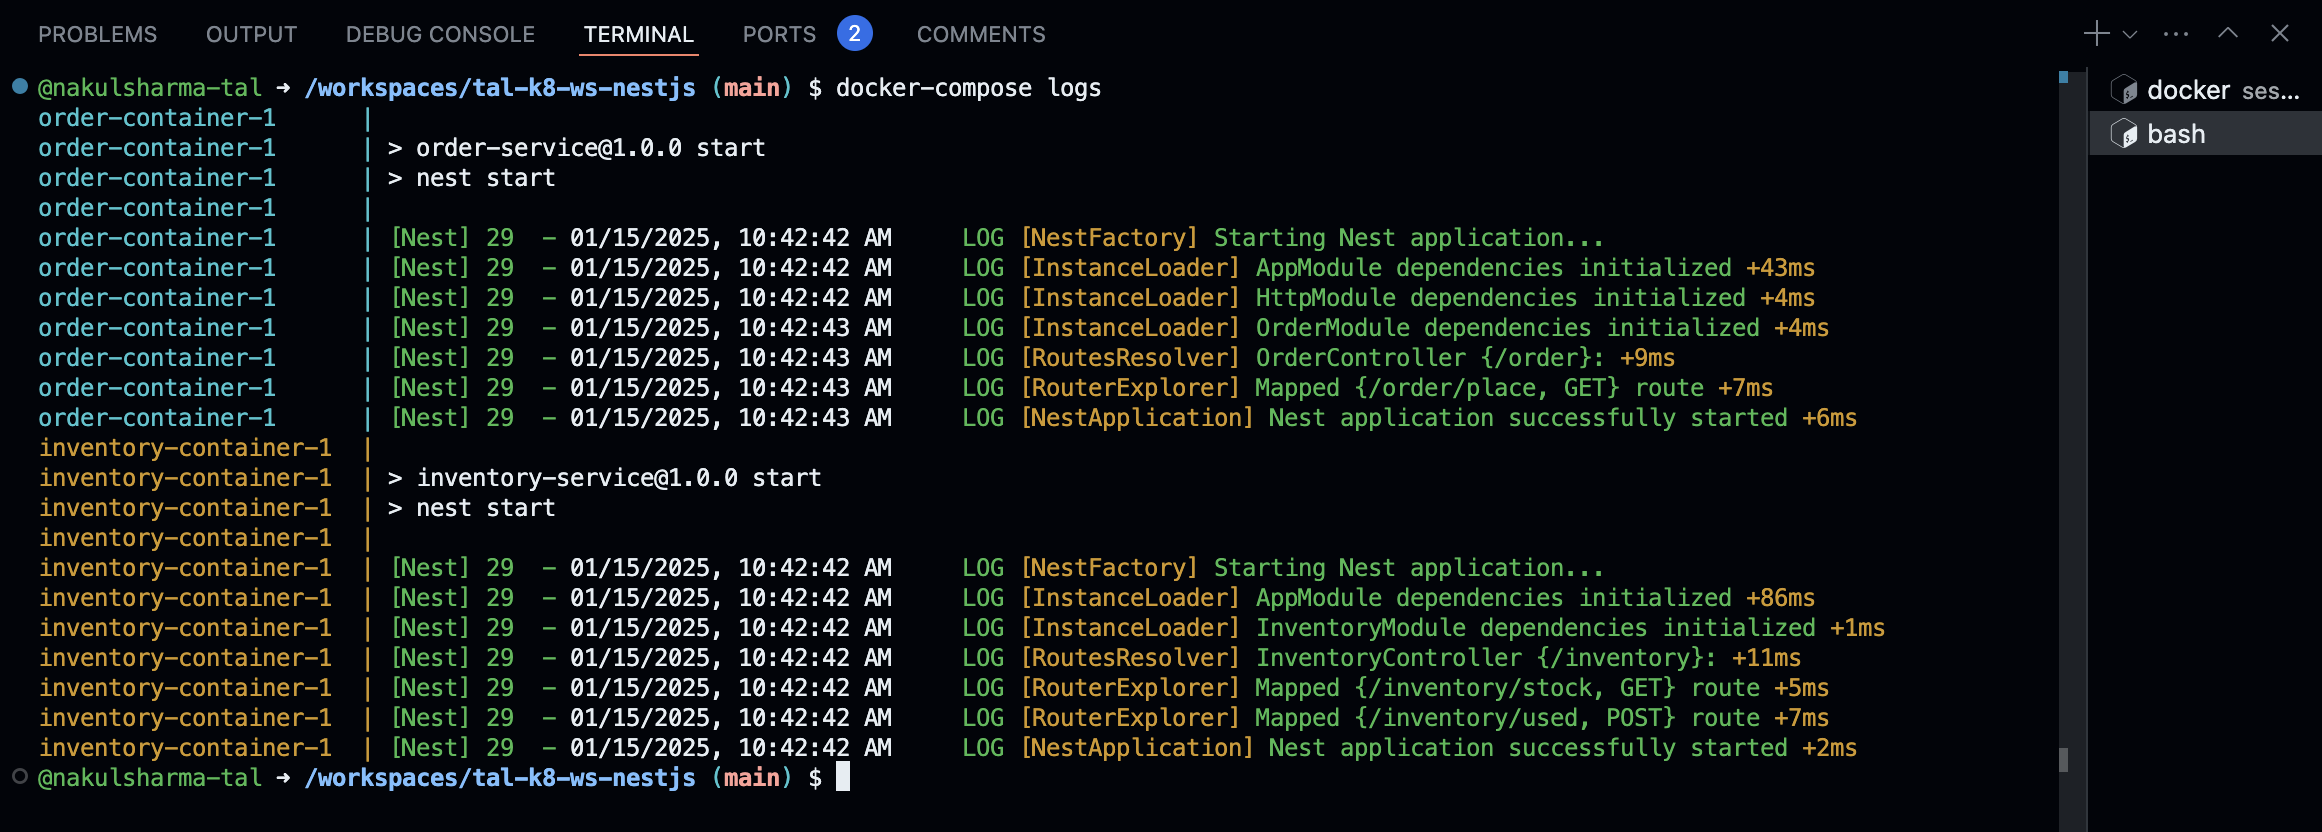 PROBLEMS OUTPUT DEBUG CONSOLE TERMINAL PORTS 2 COMMENTS
@nakulsharma-tal ➜ /workspaces/tal-k8-ws-nestjs (main) $ docker-compose logs
order-container-1 |
order-container-1 | > order-service@1.0.0 start
order-container-1 | > nest start
order-container-1 |
order-container-1 | [Nest] 29 - 01/15/2025, 10:42:42 AM LOG [NestFactory] Starting Nest application...
order-container-1 | [Nest] 29 - 01/15/2025, 10:42:42 AM LOG [InstanceLoader] AppModule dependencies initialized +43ms
order-container-1 | [Nest] 29 - 01/15/2025, 10:42:42 AM LOG [InstanceLoader] HttpModule dependencies initialized +4ms
order-container-1 | [Nest] 29 - 01/15/2025, 10:42:43 AM LOG [InstanceLoader] OrderModule dependencies initialized +4ms
order-container-1 | [Nest] 29 - 01/15/2025, 10:42:43 AM LOG [RoutesResolver] OrderController {/order}: +9ms
order-container-1 | [Nest] 29 - 01/15/2025, 10:42:43 AM LOG [RouterExplorer] Mapped {/order/place, GET} route +7ms
order-container-1 | [Nest] 29 - 01/15/2025, 10:42:43 AM LOG [NestApplication] Nest application successfully started +6ms
inventory-container-1 |
inventory-container-1 | > inventory-service@1.0.0 start
inventory-container-1 | > nest start
inventory-container-1 |
inventory-container-1 | [Nest] 29 - 01/15/2025, 10:42:42 AM LOG [NestFactory] Starting Nest application...
inventory-container-1 | [Nest] 29 - 01/15/2025, 10:42:42 AM LOG [InstanceLoader] AppModule dependencies initialized +86ms
inventory-container-1 | [Nest] 29 - 01/15/2025, 10:42:42 AM LOG [InstanceLoader] InventoryModule dependencies initialized +1ms
inventory-container-1 | [Nest] 29 - 01/15/2025, 10:42:42 AM LOG [RoutesResolver] InventoryController {/inventory}: +11ms
inventory-container-1 | [Nest] 29 - 01/15/2025, 10:42:42 AM LOG [RouterExplorer] Mapped {/inventory/stock, GET} route +5ms
inventory-container-1 | [Nest] 29 - 01/15/2025, 10:42:42 AM LOG [RouterExplorer] Mapped {/inventory/used, POST} route +7ms
inventory-container-1 | [Nest] 29 - 01/15/2025, 10:42:42 AM LOG [NestApplication] Nest application successfully started +2ms
@nakulsharma-tal ➜ /workspaces/tal-k8-ws-nestjs (main) $
docker ses...
bash